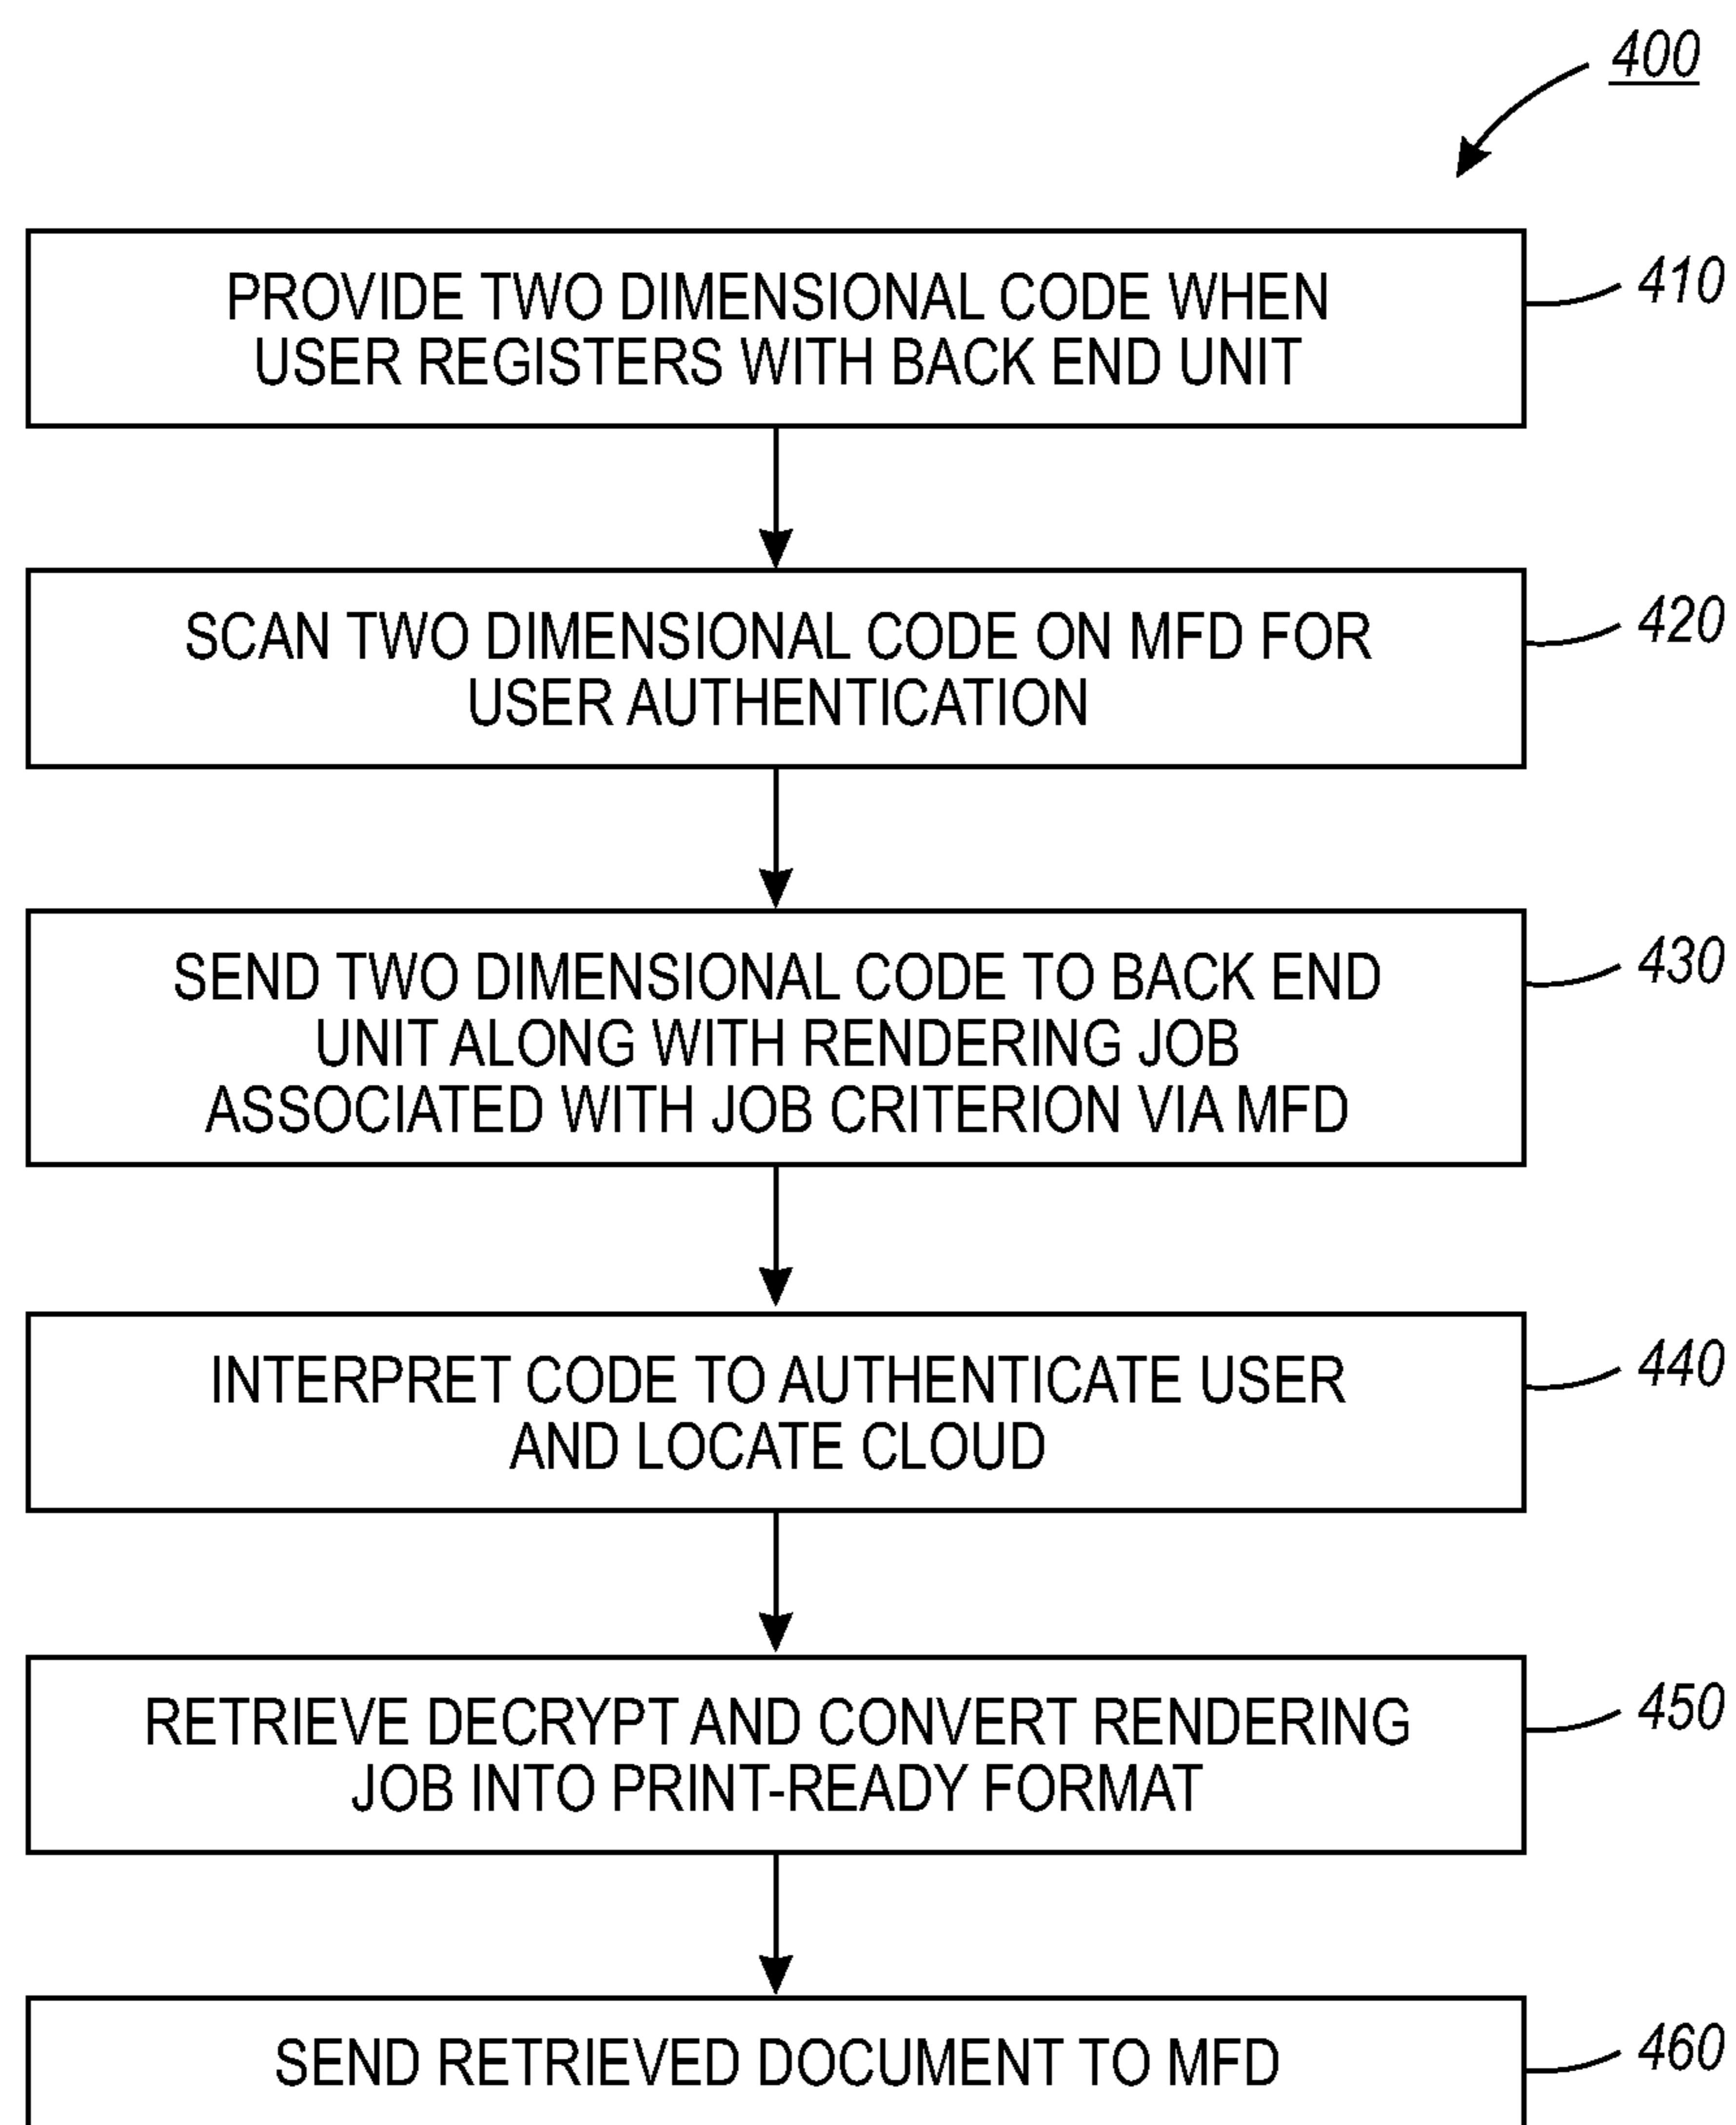 400
PROVIDE TWO DIMENSIONAL CODE WHEN
USER REGISTERS WITH BACK END UNIT
410
SCAN TWO DIMENSIONAL CODE ON MFD FOR
USER AUTHENTICATION
420
SEND TWO DIMENSIONAL CODE TO BACK END
UNIT ALONG WITH RENDERING JOB
ASSOCIATED WITH JOB CRITERION VIA MFD
430
INTERPRET CODE TO AUTHENTICATE USER
AND LOCATE CLOUD
440
RETRIEVE DECRYPT AND CONVERT RENDERING
JOB INTO PRINT-READY FORMAT
450
SEND RETRIEVED DOCUMENT TO MFD
460